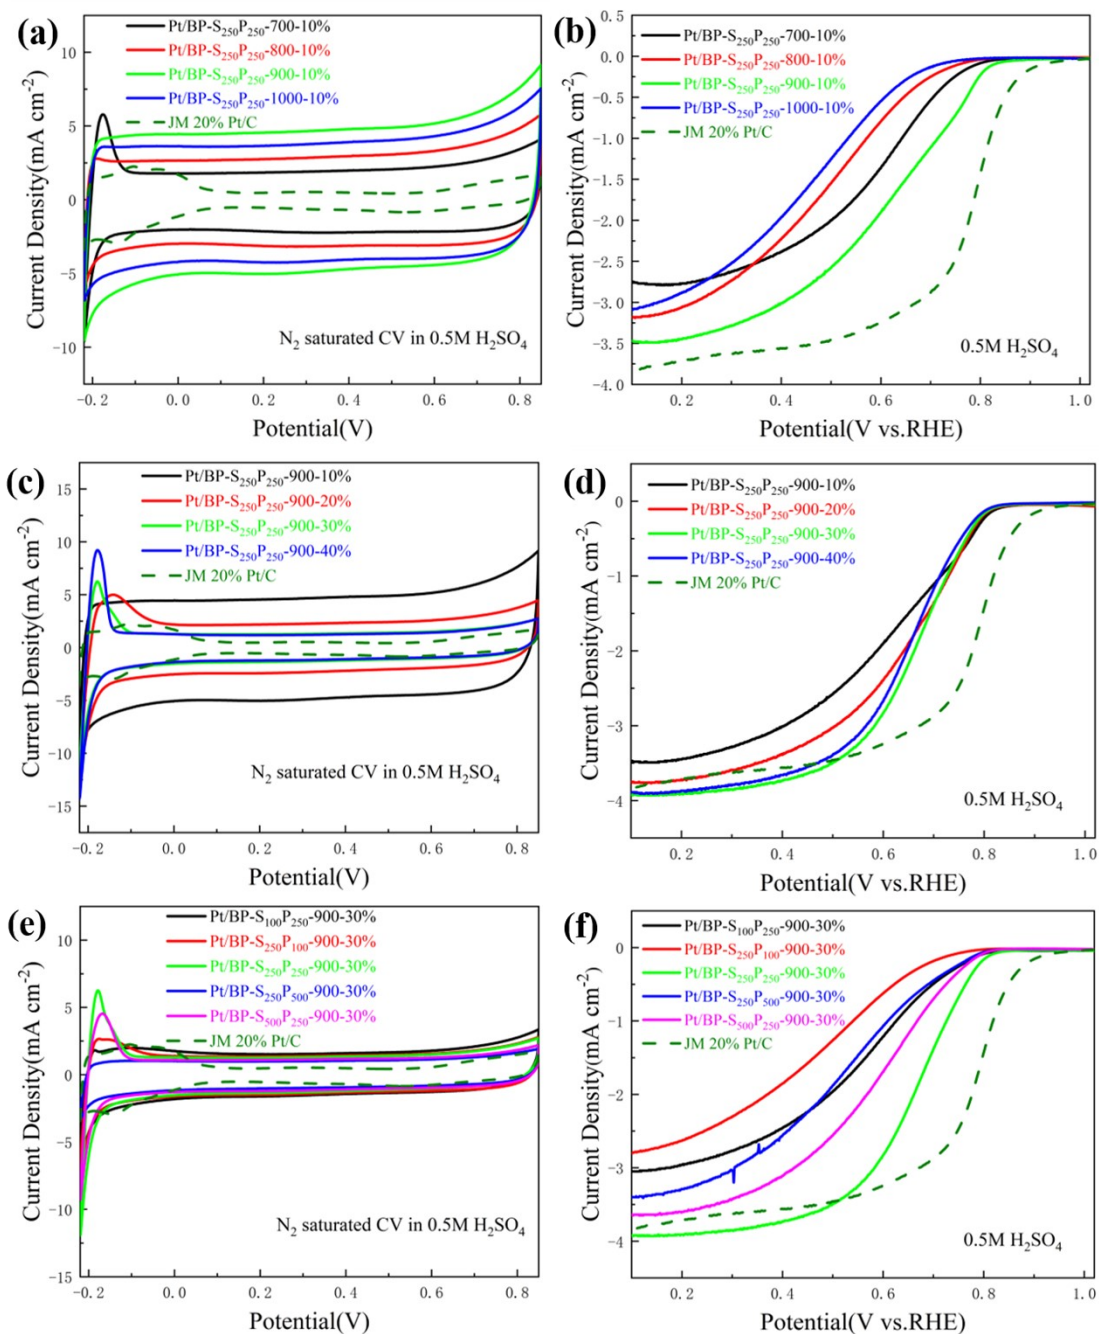 (a)
Pt/BP-S250P250-700-10%
Pt/BP-S250P250-800-10%
Pt/BP-S250P250-900-10%
Pt/BP-S250P250-1000-10%
JM 20% Pt/C
10
5
0
-5
-10
Current Density(mA cm-2)
N2 saturated CV in 0.5M H2SO4
-0.2 0.0 0.2 0.4 0.6 0.8
Potential(V)
(b)
Pt/BP-S250P250-700-10%
Pt/BP-S250P250-800-10%
Pt/BP-S250P250-900-10%
Pt/BP-S250P250-1000-10%
JM 20% Pt/C
0.5
0.0
-0.5
-1.0
-1.5
-2.0
-2.5
-3.0
-3.5
-4.0
Current Density(mA cm-2)
0.5M H2SO4
0.2 0.4 0.6 0.8 1.0
Potential(V vs.RHE)
(c)
Pt/BP-S250P250-900-10%
Pt/BP-S250P250-900-20%
Pt/BP-S250P250-900-30%
Pt/BP-S250P250-900-40%
JM 20% Pt/C
15
10
5
0
-5
-10
-15
Current Density(mA cm-2)
N2 saturated CV in 0.5M H2SO4
-0.2 0.0 0.2 0.4 0.6 0.8
Potential(V)
(d)
Pt/BP-S250P250-900-10%
Pt/BP-S250P250-900-20%
Pt/BP-S250P250-900-30%
Pt/BP-S250P250-900-40%
JM 20% Pt/C
0
-1
-2
-3
-4
Current Density(mA cm-2)
0.5M H2SO4
0.2 0.4 0.6 0.8 1.0
Potential(V vs.RHE)
(e)
Pt/BP-S100P250-900-30%
Pt/BP-S250P100-900-30%
Pt/BP-S250P250-900-30%
Pt/BP-S250P500-900-30%
Pt/BP-S500P250-900-30%
JM 20% Pt/C
10
5
0
-5
-10
-15
Current Density(mA cm-2)
N2 saturated CV in 0.5M H2SO4
-0.2 0.0 0.2 0.4 0.6 0.8
Potential(V)
(f)
Pt/BP-S100P250-900-30%
Pt/BP-S250P100-900-30%
Pt/BP-S250P250-900-30%
Pt/BP-S250P500-900-30%
Pt/BP-S500P250-900-30%
JM 20% Pt/C
0
-1
-2
-3
-4
Current Density(mA cm-2)
0.5M H2SO4
0.2 0.4 0.6 0.8 1.0
Potential(V vs.RHE)